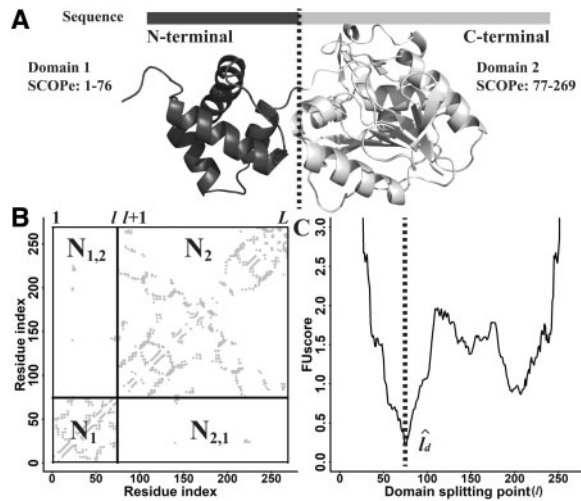 A
Sequence
N-terminal C-terminal
Domain 1
SCOPe: 1-76
Domain 2
SCOPe: 77-269
B
1 l l+1 L
N1,2 N2
N1 N2,1
250
200
150
100
50
0
Residue index
0 50 100 150 200 250
Residue index
C
3.0
2.5
2.0
1.5
1.0
0.5
0.0
FUscore
l̂d
0 50 100 150 200 250
Domain splitting point(l)